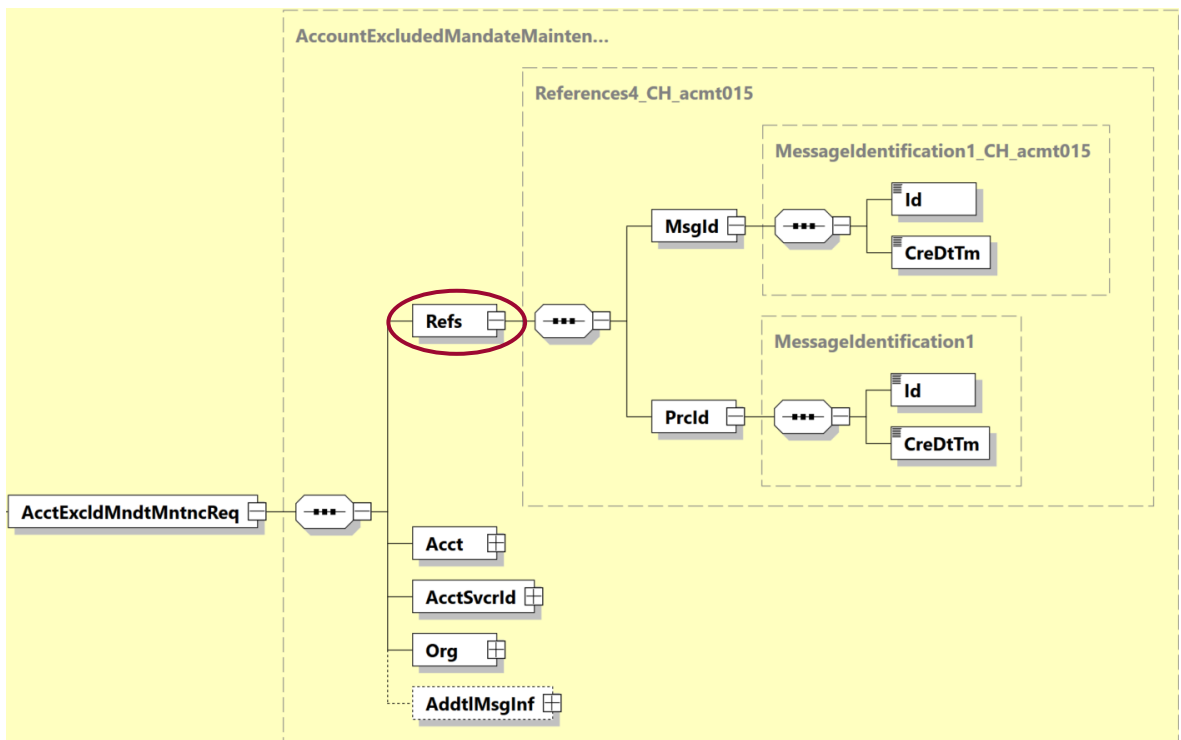 AccountExcludedMandateMainten...
References4_CH_acmt015
MessageIdentification1_CH_acmt015
Id
MsgId
CreDtTm
Refs
MessageIdentification1
Id
PrcId
CreDtTm
AcctExcldMndtMntncReq
Acct
AcctSvcrId
Org
AddtlMsgInf